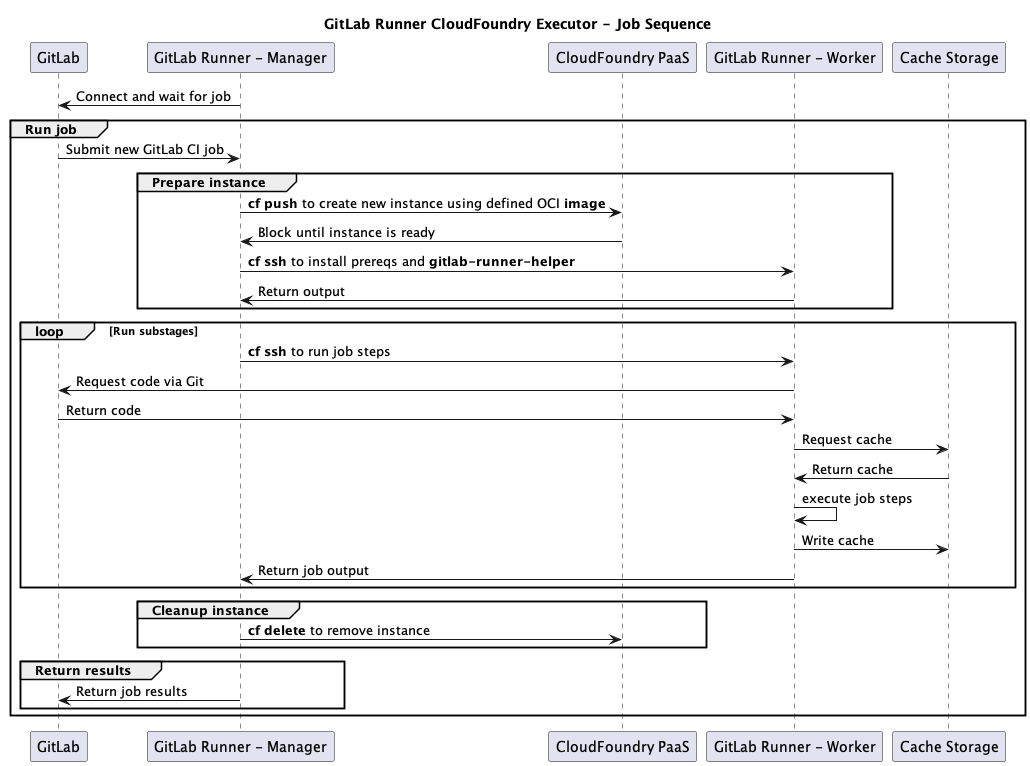 GitLab Runner CloudFoundry Executor - Job Sequence
GitLab
GitLab Runner - Manager
CloudFoundry PaaS
GitLab Runner - Worker
Cache Storage
Connect and wait for job
Run job
Submit new GitLab CI job
Prepare instance
cf push to create new instance using defined OCI image
Block until instance is ready
cf ssh to install prereqs and gitlab-runner-helper
Return output
loop [Run substages]
cf ssh to run job steps
Request code via Git
Return code
Request cache
Return cache
execute job steps
Write cache
Return job output
Cleanup instance
cf delete to remove instance
Return results
Return job results
GitLab
GitLab Runner - Manager
CloudFoundry PaaS
GitLab Runner - Worker
Cache Storage